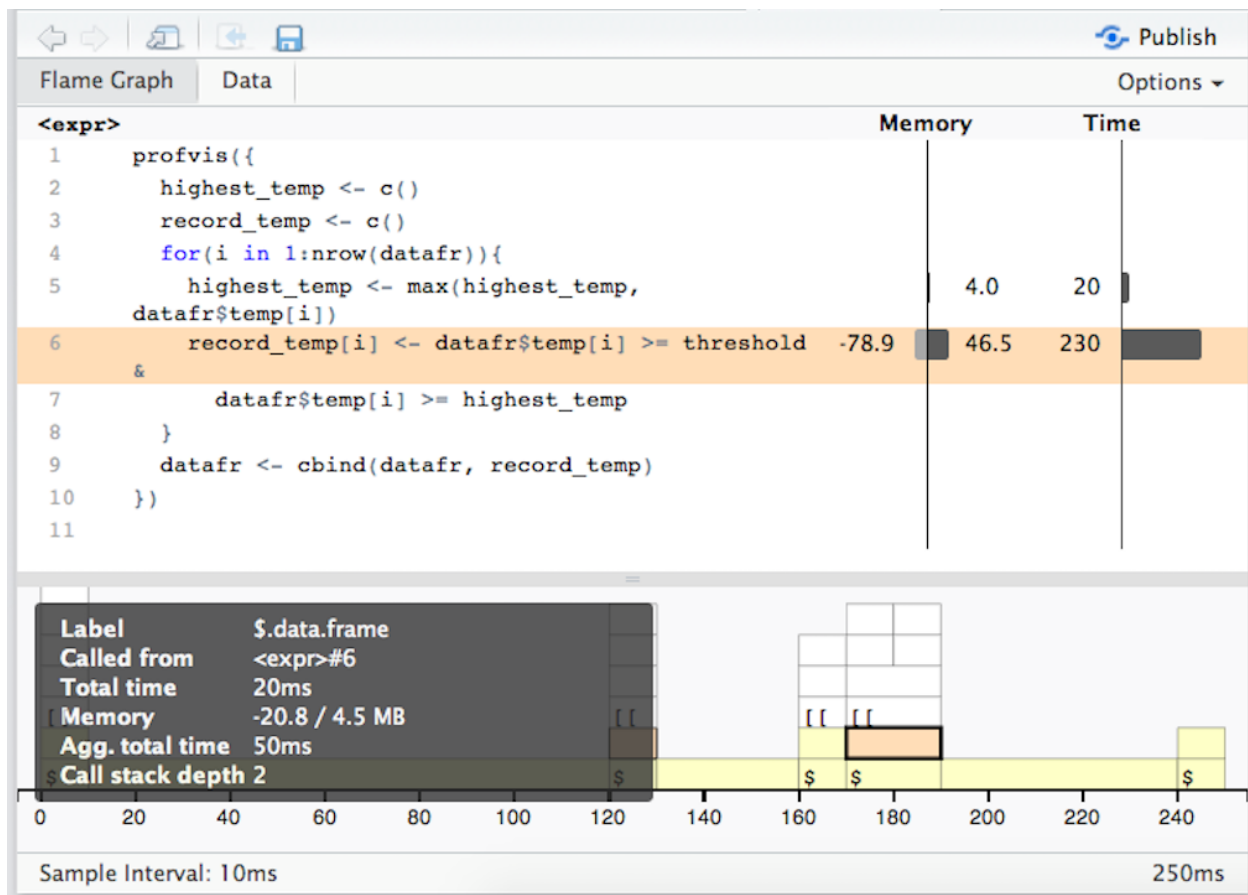 Publish
Flame Graph Data Options
<expr> Memory Time
1 profvis({
2 highest_temp <- c()
3 record_temp <- c()
4 for(i in 1:nrow(datafr)){
5 highest_temp <- max(highest_temp, 4.0 20
datafr$temp[i])
6 record_temp[i] <- datafr$temp[i] >= threshold -78.9 46.5 230
&
7 datafr$temp[i] >= highest_temp
8 }
9 datafr <- cbind(datafr, record_temp)
10 })
11
Label $.data.frame
Called from <expr>#6
Total time 20ms
Memory -20.8 / 4.5 MB
Agg. total time 50ms
Call stack depth 2
[[ [[ [[ [[
$ $ $ $ $
0 20 40 60 80 100 120 140 160 180 200 220 240
Sample Interval: 10ms 250ms